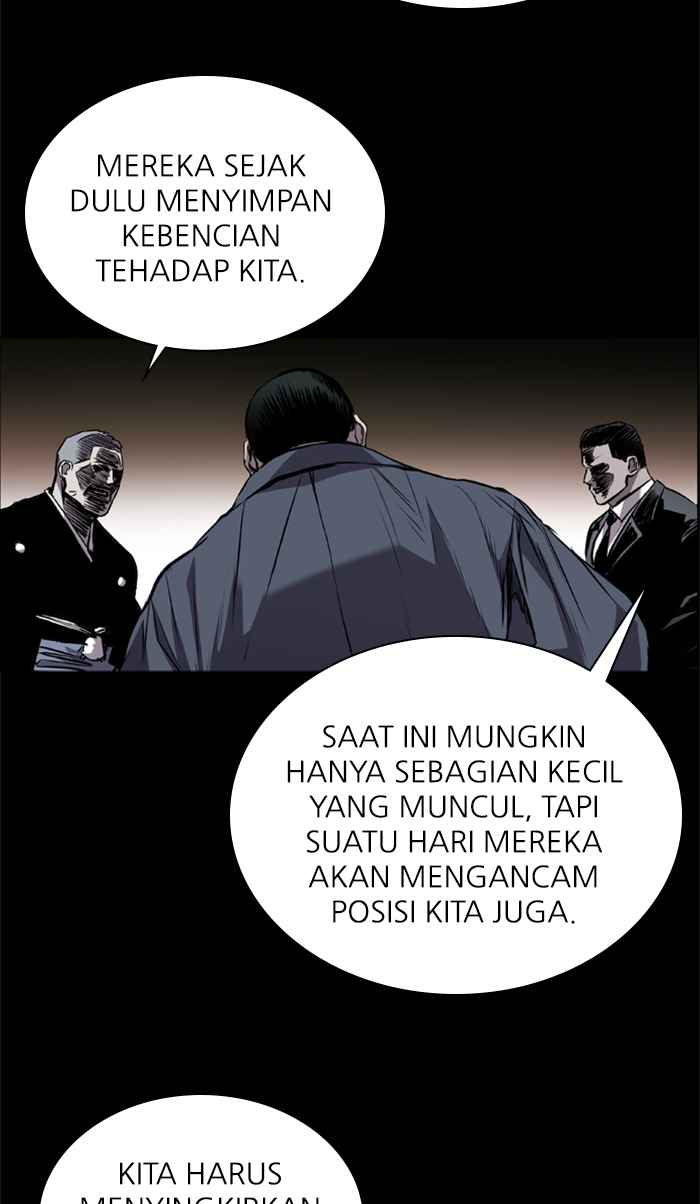 MEREKA SEJAK
DULU MENYIMPAN
KEBENCIAN
TEHADAP KITA.
SAAT INI MUNGKIN
HANYA SEBAGIAN KECIL
YANG MUNCUL, TAPI
SUATU HARI MEREKA
AKAN MENGANCAM
POSISI KITA JUGA.
KITA HARUS
MENYINGKIRKAN